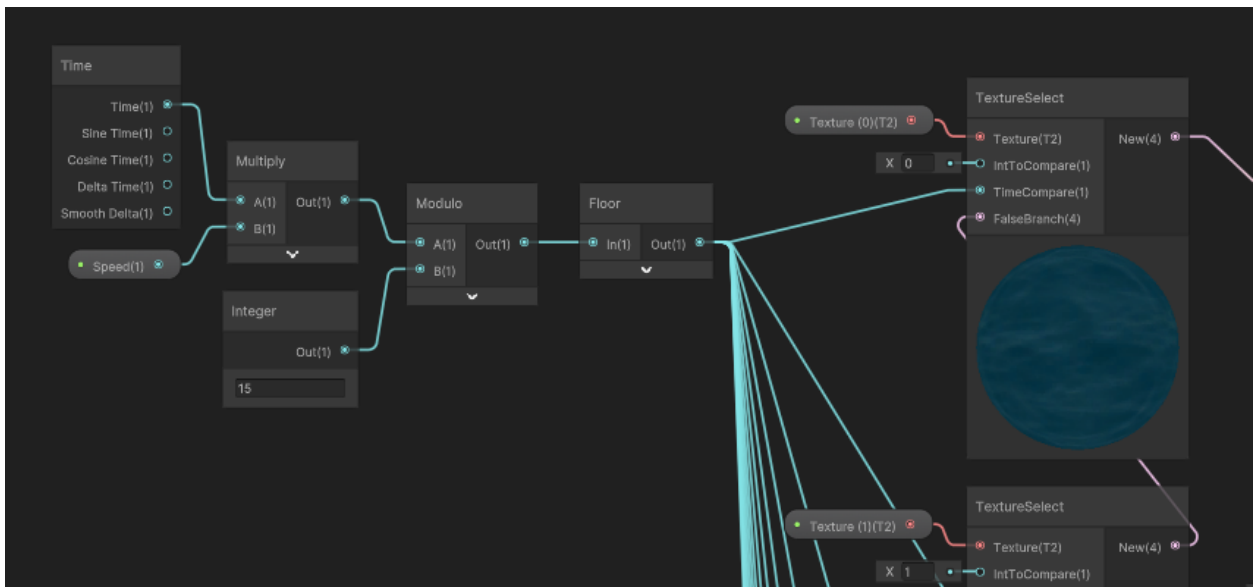 Time
Time(1)
Sine Time(1)
Cosine Time(1)
Delta Time(1)
Smooth Delta(1)
Speed(1)
Multiply
A(1) Out(1)
B(1)
Integer
Out(1)
15
Modulo
A(1) Out(1)
B(1)
Floor
In(1) Out(1)
Texture (0)(T2)
X 0
TextureSelect
Texture(T2) New(4)
IntToCompare(1)
TimeCompare(1)
FalseBranch(4)
Texture (1)(T2)
X 1
TextureSelect
Texture(T2) New(4)
IntToCompare(1)